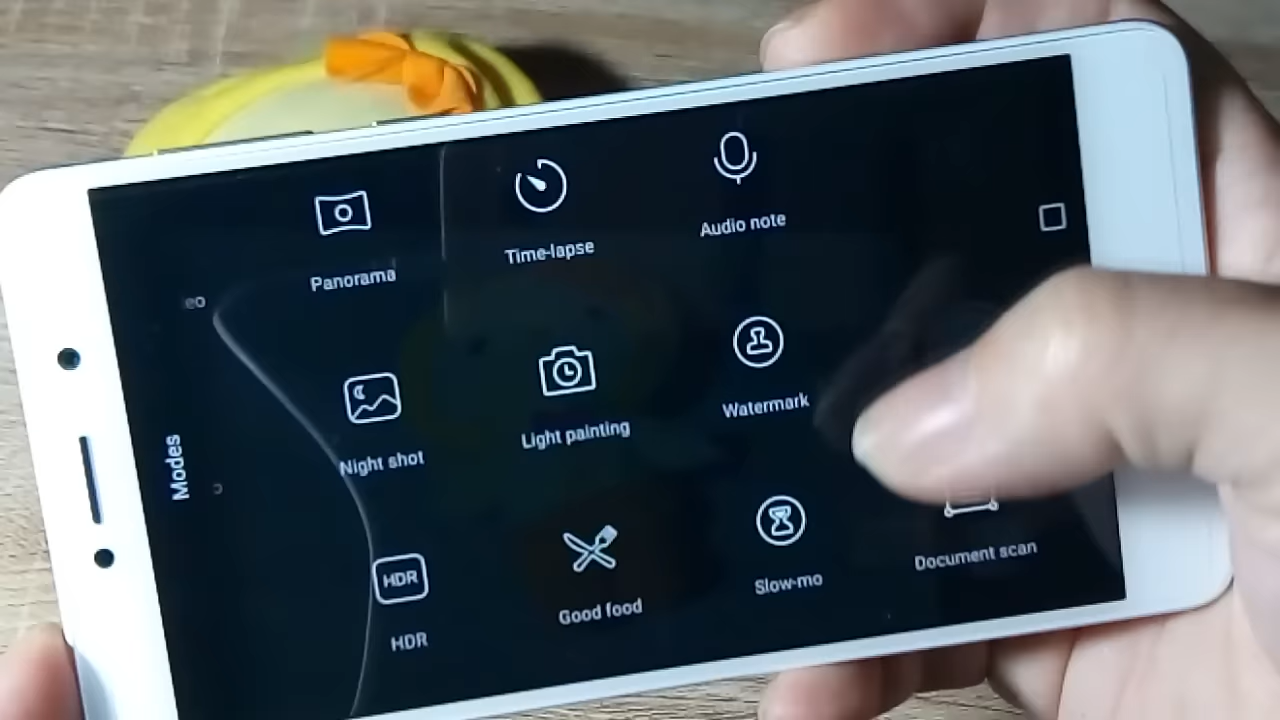 Panorama
Time-lapse
Audio note
eo
Modes
Night shot
Light painting
Watermark
HDR
HDR
Good food
Slow-mo
Document scan